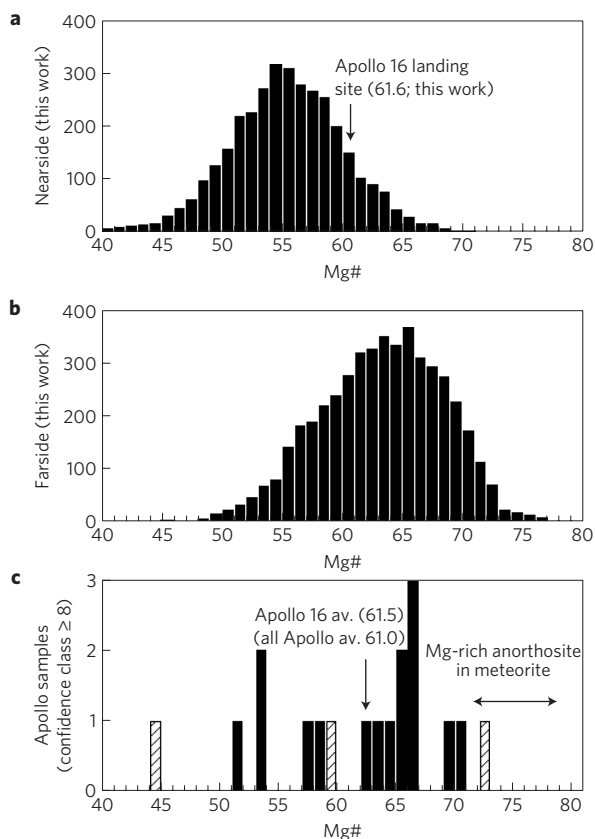 a
400
300
200
100
0
Nearside (this work)
Apollo 16 landing
site (61.6; this work)
40 45 50 55 60 65 70 75 80
Mg#
b
400
300
200
100
0
Farside (this work)
40 45 50 55 60 65 70 75 80
Mg#
c
3
2
1
0
Apollo samples
(confidence class ≥ 8)
Apollo 16 av. (61.5)
(all Apollo av. 61.0)
Mg-rich anorthosite
in meteorite
40 45 50 55 60 65 70 75 80
Mg#